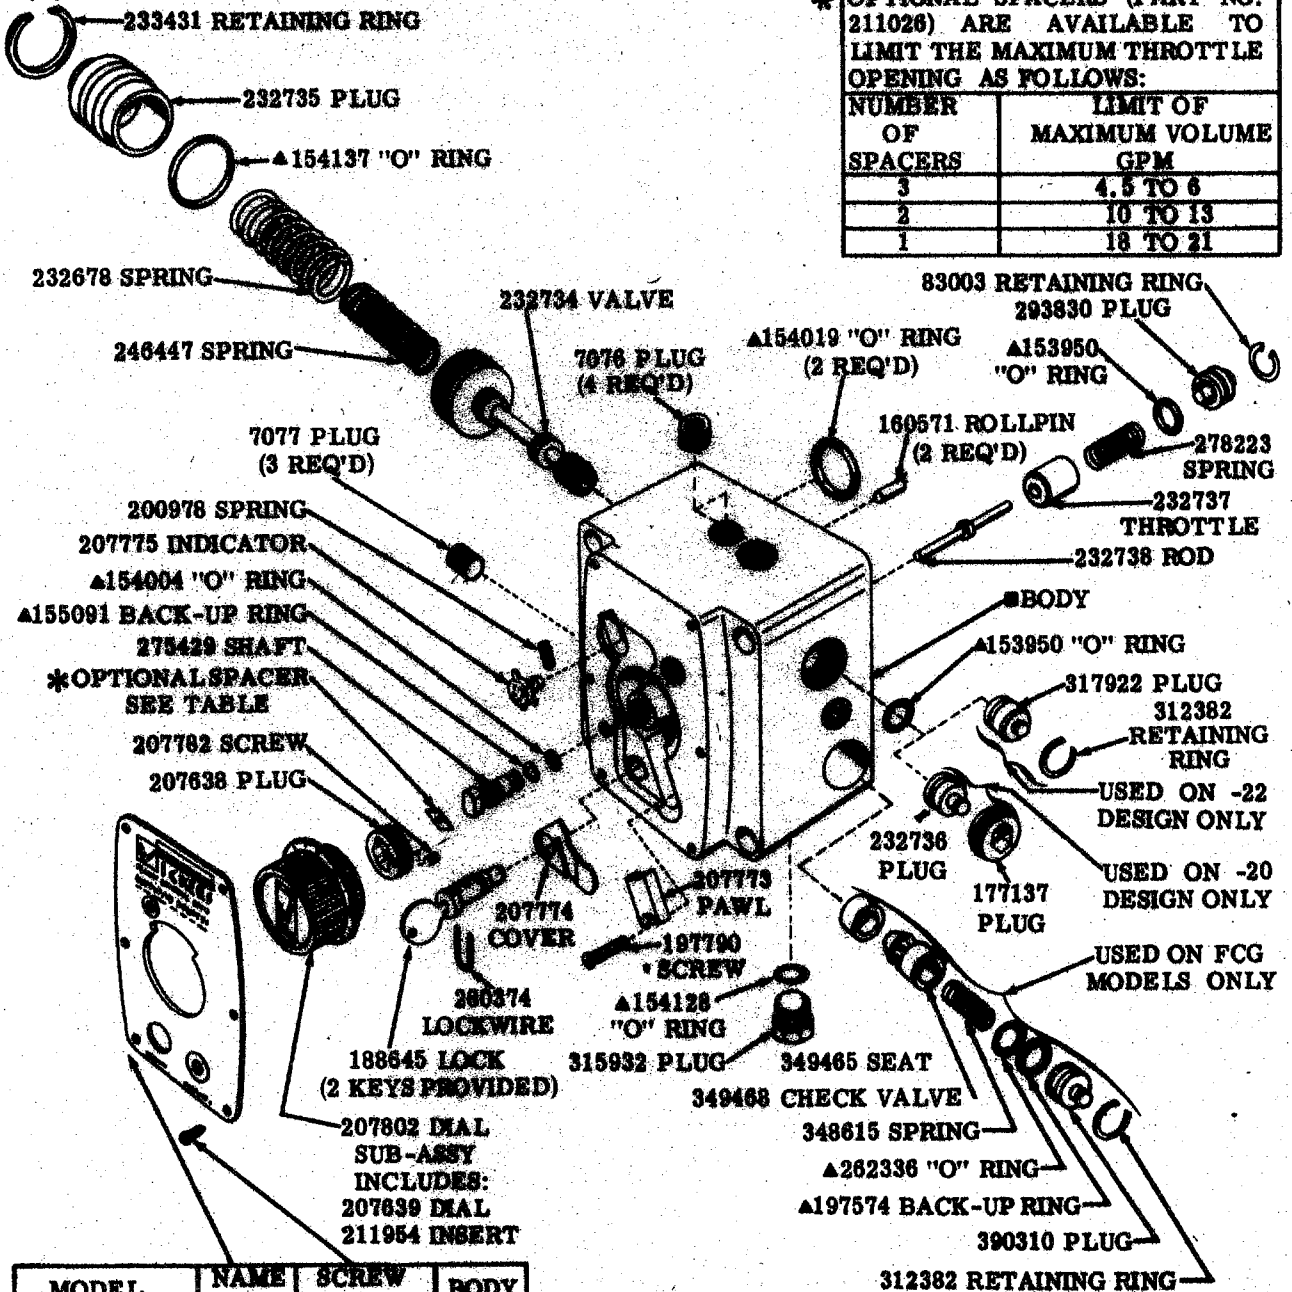 233431 RETAINING RING
232735 PLUG
▲154137 "O" RING
232678 SPRING
246447 SPRING
232734 VALVE
* OPTIONAL SPACERS (PART NO.
211026) ARE AVAILABLE TO
LIMIT THE MAXIMUM THROTTLE
OPENING AS FOLLOWS:
NUMBER OF SPACERS
LIMIT OF MAXIMUM VOLUME GPM
3 4.5 TO 6
2 10 TO 13
1 18 TO 21
7076 PLUG
(4 REQ'D)
▲154019 "O" RING
(2 REQ'D)
83003 RETAINING RING
293830 PLUG
▲153950
"O" RING
160571 ROLLPIN
(2 REQ'D)
278223
SPRING
232737
THROTTLE
232738 ROD
7077 PLUG
(3 REQ'D)
200978 SPRING
207775 INDICATOR
▲154004 "O" RING
▲155091 BACK-UP RING
275429 SHAFT
*OPTIONAL SPACER
SEE TABLE
207782 SCREW
207638 PLUG
■BODY
▲153950 "O" RING
317922 PLUG
312382
RETAINING
RING
USED ON -22
DESIGN ONLY
232736
PLUG
177137
PLUG
USED ON -20
DESIGN ONLY
Vickers
207774
COVER
207773
PAWL
197790
SCREW
260374
LOCKWIRE
188645 LOCK
(2 KEYS PROVIDED)
▲154128
"O" RING
315932 PLUG
USED ON FCG
MODELS ONLY
349465 SEAT
349468 CHECK VALVE
348615 SPRING
▲262336 "O" RING
▲197574 BACK-UP RING
390310 PLUG
312382 RETAINING RING
207802 DIAL
SUB-ASSY
INCLUDES:
207639 DIAL
211954 INSERT
MODEL NAME SCREW BODY